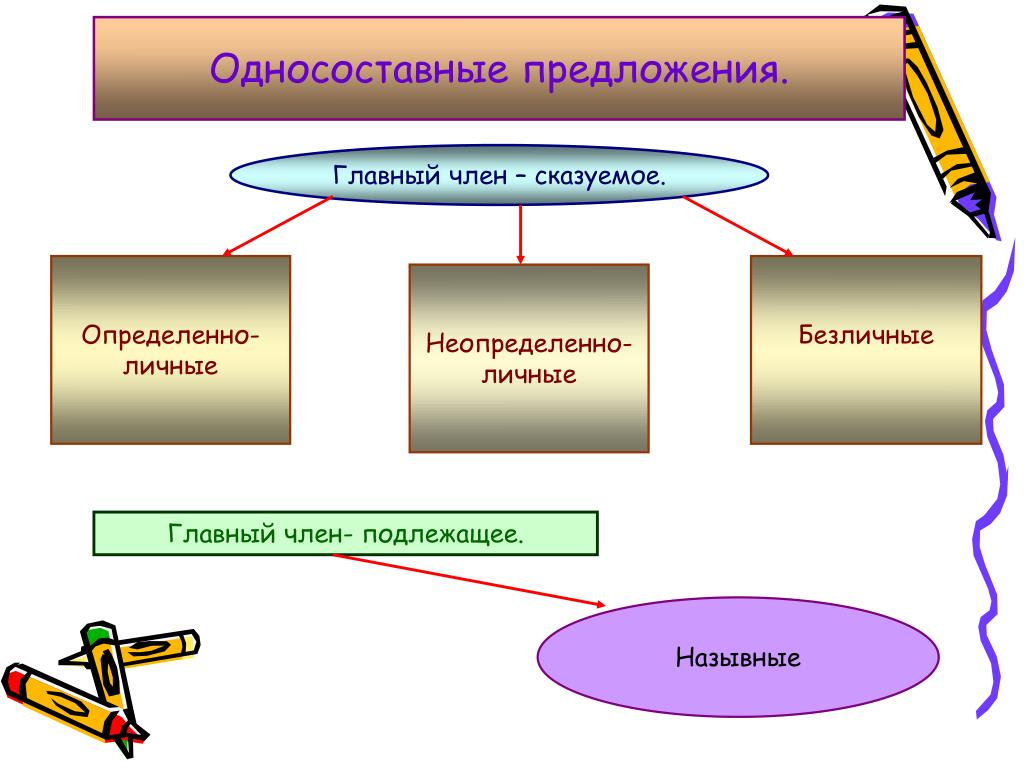 Односоставные предложения.
Главный член – сказуемое.
Определенно-
личные
Неопределенно-
личные
Безличные
Главный член- подлежащее.
Назывные